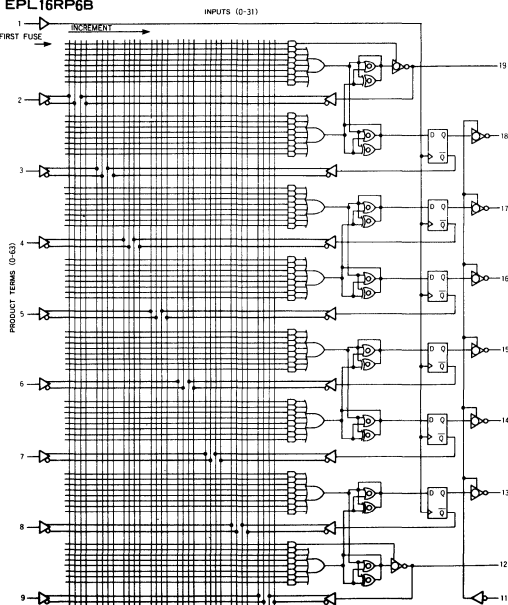 EPL16RP6B
INPUTS (0-31)
1
INCREMENT
FIRST FUSE
19
2
D Q
18
Q
3
D Q
17
Q
4
PRODUCT TERMS (0-63)
D Q
16
Q
5
D Q
15
Q
6
D Q
14
Q
7
D Q
13
Q
8
12
9
11